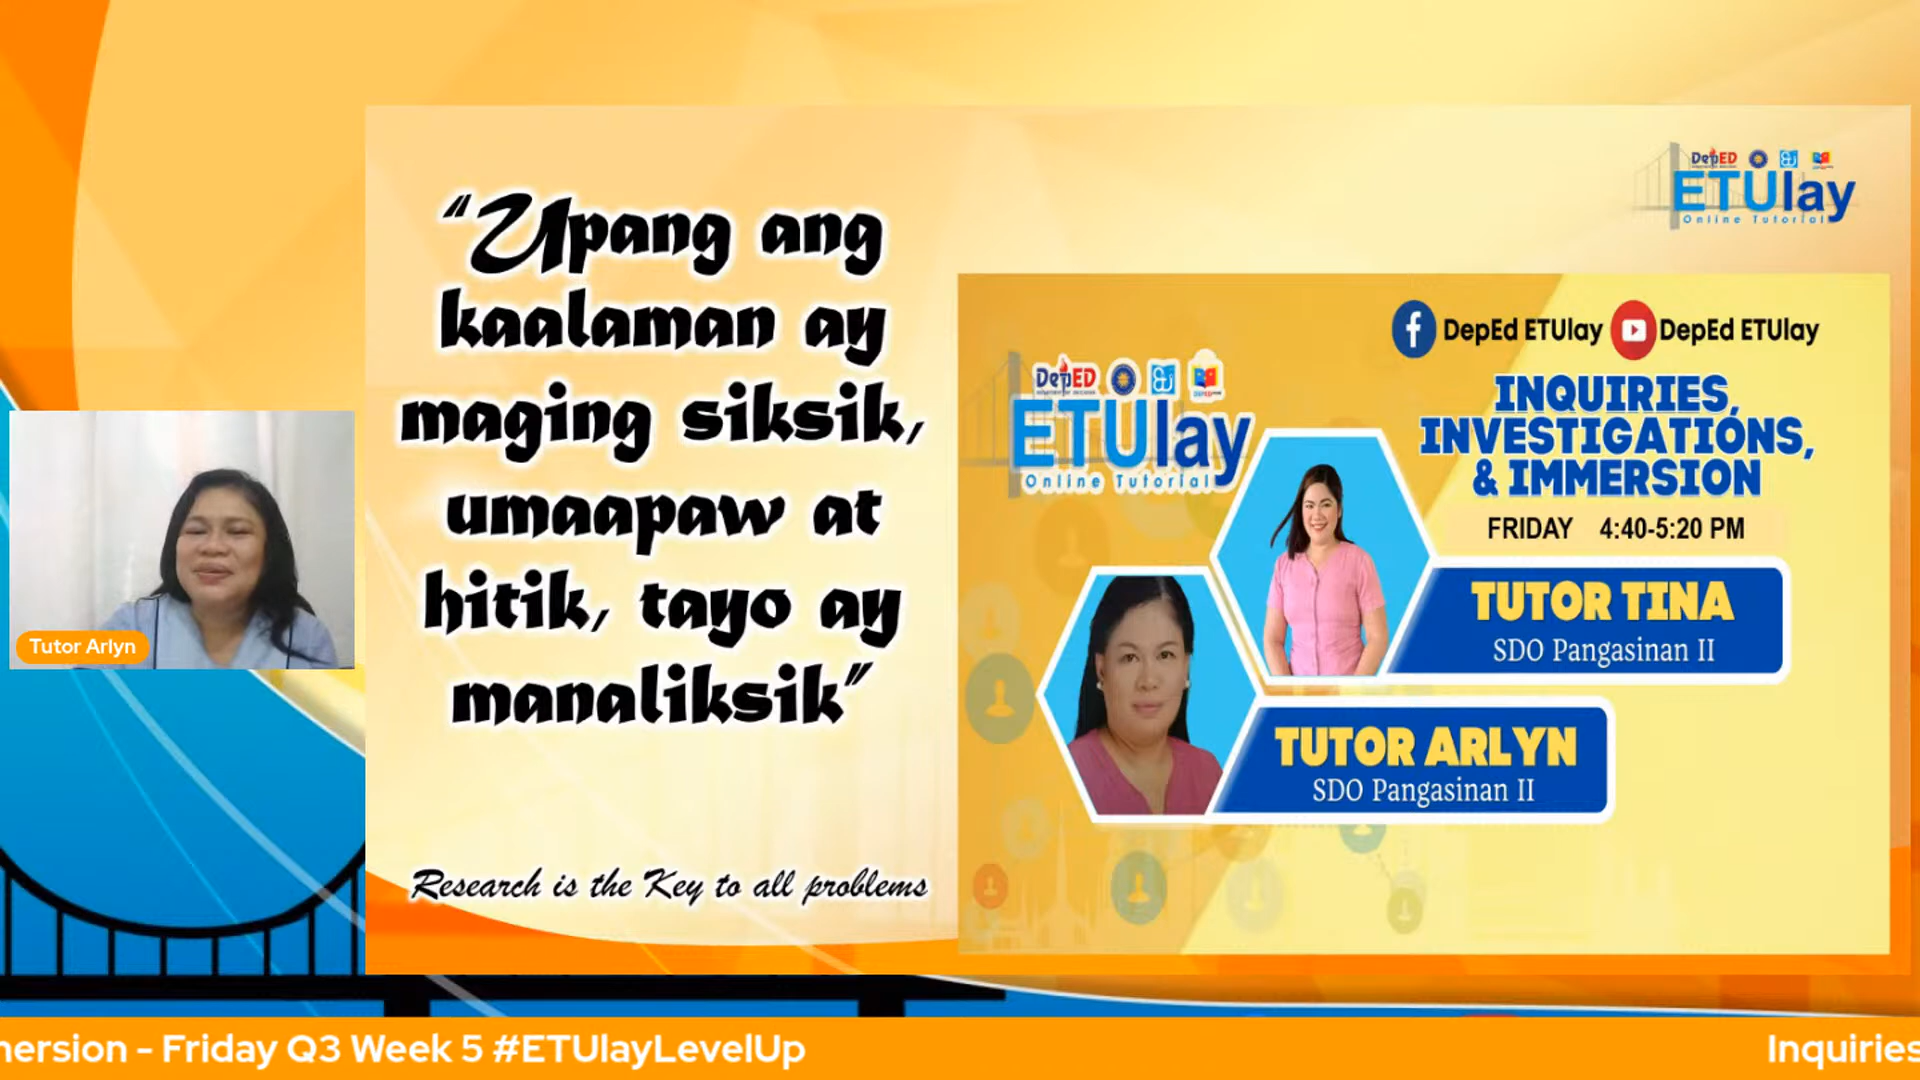 “Upang ang
kaalaman ay
maging siksik,
umaapaw at
hitik, tayo ay
manaliksik”
Research is the Key to all problems
Tutor Arlyn
DepED
ETUlay
Online Tutorial
DepEd ETUlay
DepEd ETUlay
DepED
ETUlay
Online Tutorial
INQUIRIES,
INVESTIGATIONS,
& IMMERSION
FRIDAY 4:40-5:20 PM
TUTOR TINA
SDO Pangasinan II
TUTOR ARLYN
SDO Pangasinan II
mersion - Friday Q3 Week 5 #ETUlayLevelUp
Inquiries